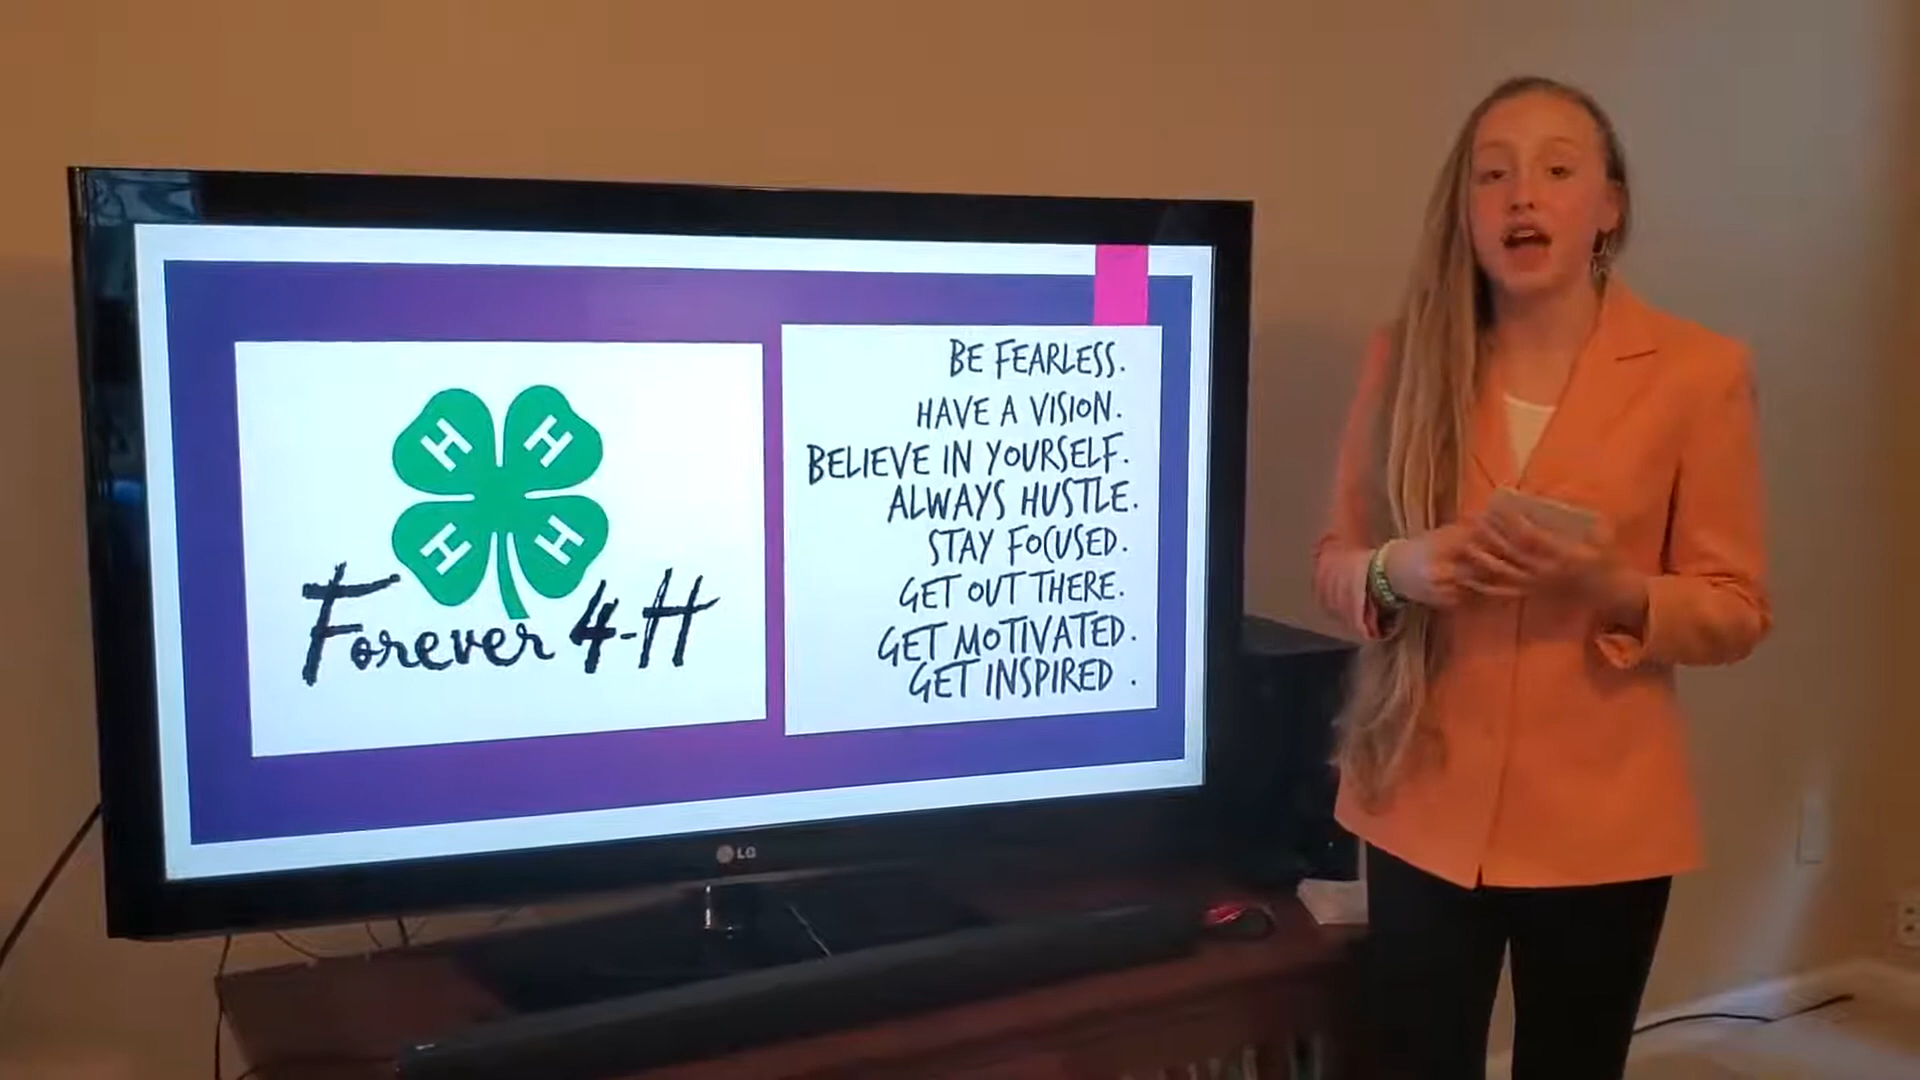 H H
H H
Forever 4-H
BE FEARLESS.
HAVE A VISION.
BELIEVE IN YOURSELF.
ALWAYS HUSTLE.
STAY FOCUSED.
GET OUT THERE.
GET MOTIVATED.
GET INSPIRED .
LG